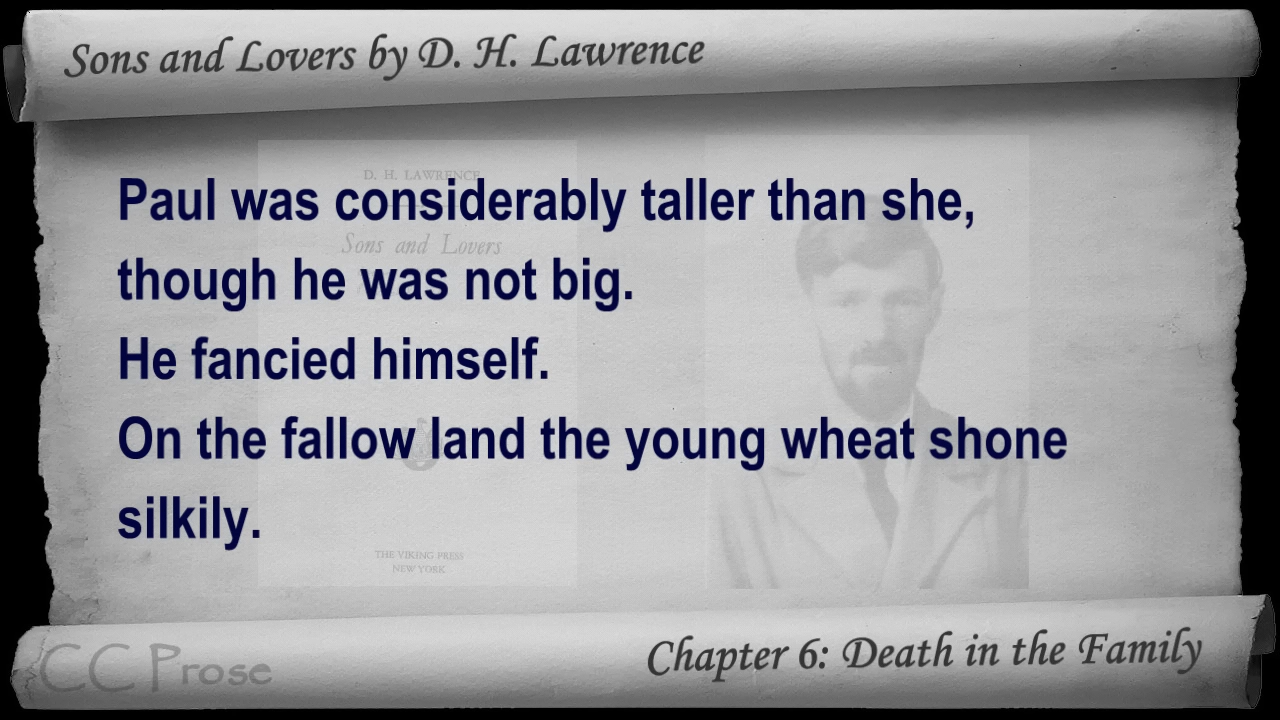 Sons and Lovers by D. H. Lawrence
D. H. LAWRENCE
Sons and Lovers
Paul was considerably taller than she,
though he was not big.
He fancied himself.
On the fallow land the young wheat shone
silkily.
THE VIKING PRESS
NEW YORK
CC Prose
Chapter 6: Death in the Family